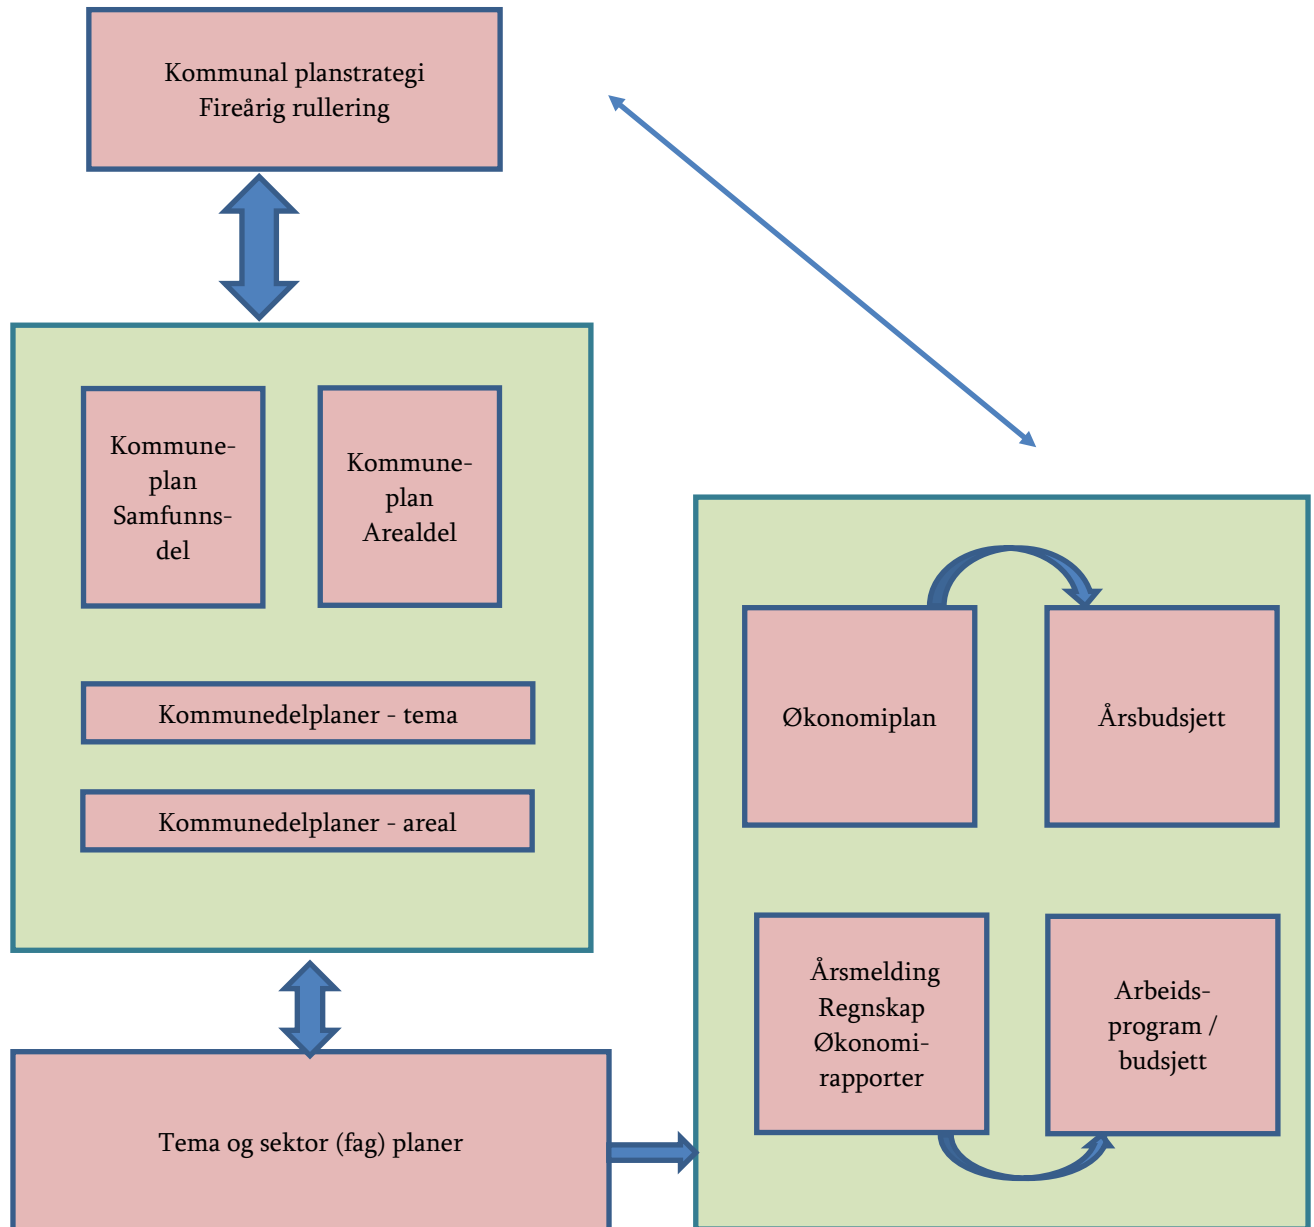 Kommunal planstrategi
Fireårig rullering
Kommune-
plan
Samfunns-
del
Kommune-
plan
Arealdel
Kommunedelplaner - tema
Kommunedelplaner - areal
Tema og sektor (fag) planer
Økonomiplan
Årsbudsjett
Årsmelding
Regnskap
Økonomi-
rapporter
Arbeids-
program /
budsjett